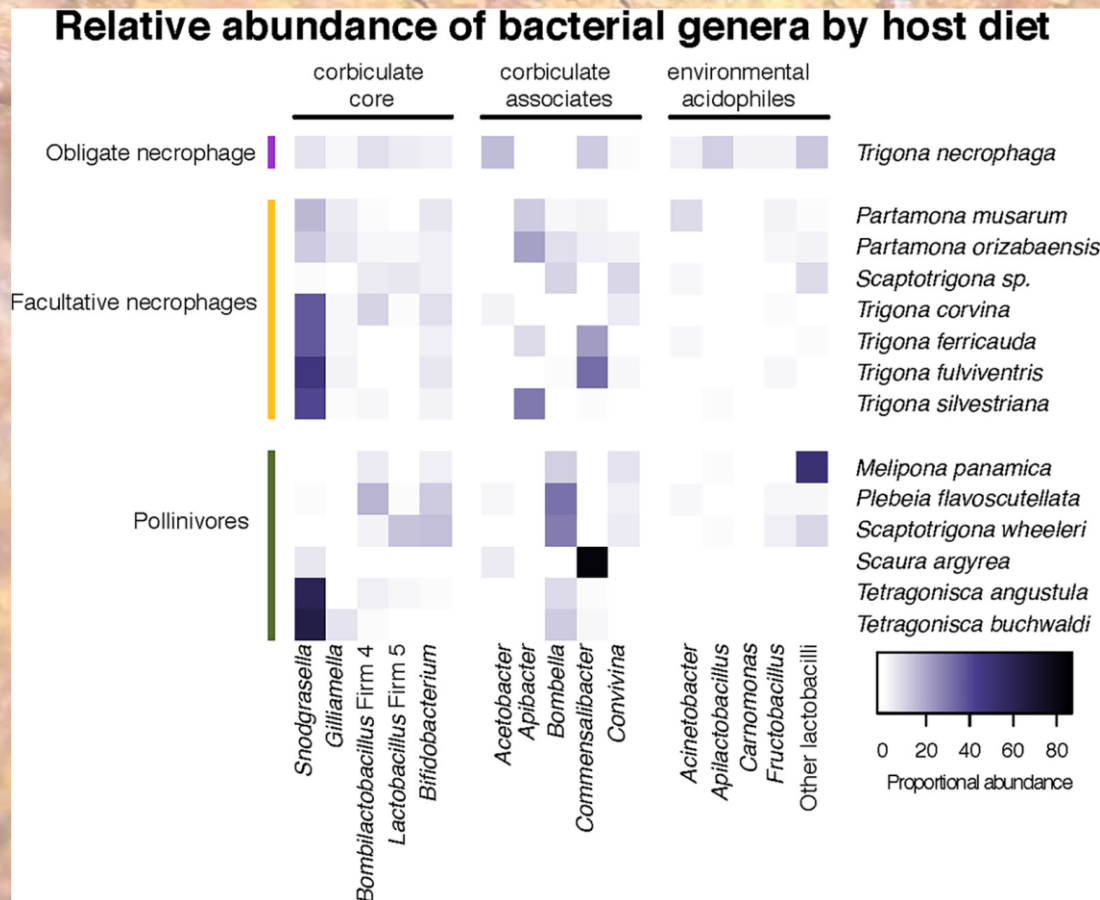 Relative abundance of bacterial genera by host diet
corbiculate
core
corbiculate
associates
environmental
acidophiles
Obligate necrophage
Trigona necrophaga
Facultative necrophages
Partamona musarum
Partamona orizabaensis
Scaptotrigona sp.
Trigona corvina
Trigona ferricauda
Trigona fulviventris
Trigona silvestriana
Pollinivores
Melipona panamica
Plebeia flavoscutellata
Scaptotrigona wheeleri
Scaura argyrea
Tetragonisca angustula
Tetragonisca buchwaldi
Snodgrasella
Gilliamella
Bombilactobacillus Firm 4
Lactobacillus Firm 5
Bifidobacterium
Acetobacter
Apibacter
Bombella
Commensalibacter
Convivina
Acinetobacter
Apilactobacillus
Carnomonas
Fructobacillus
Other lactobacilli
0 20 40 60 80
Proportional abundance